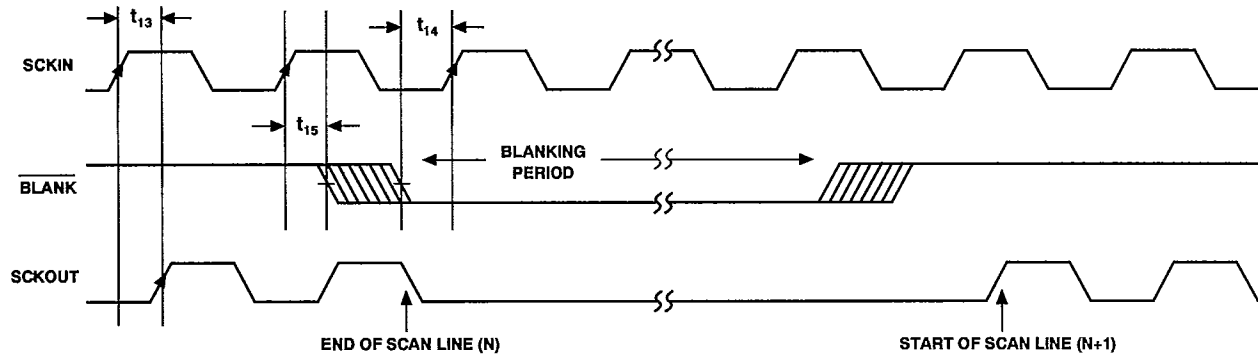 t13
t14
SCKIN
t15
BLANKING
PERIOD
BLANK
SCKOUT
END OF SCAN LINE (N)
START OF SCAN LINE (N+1)